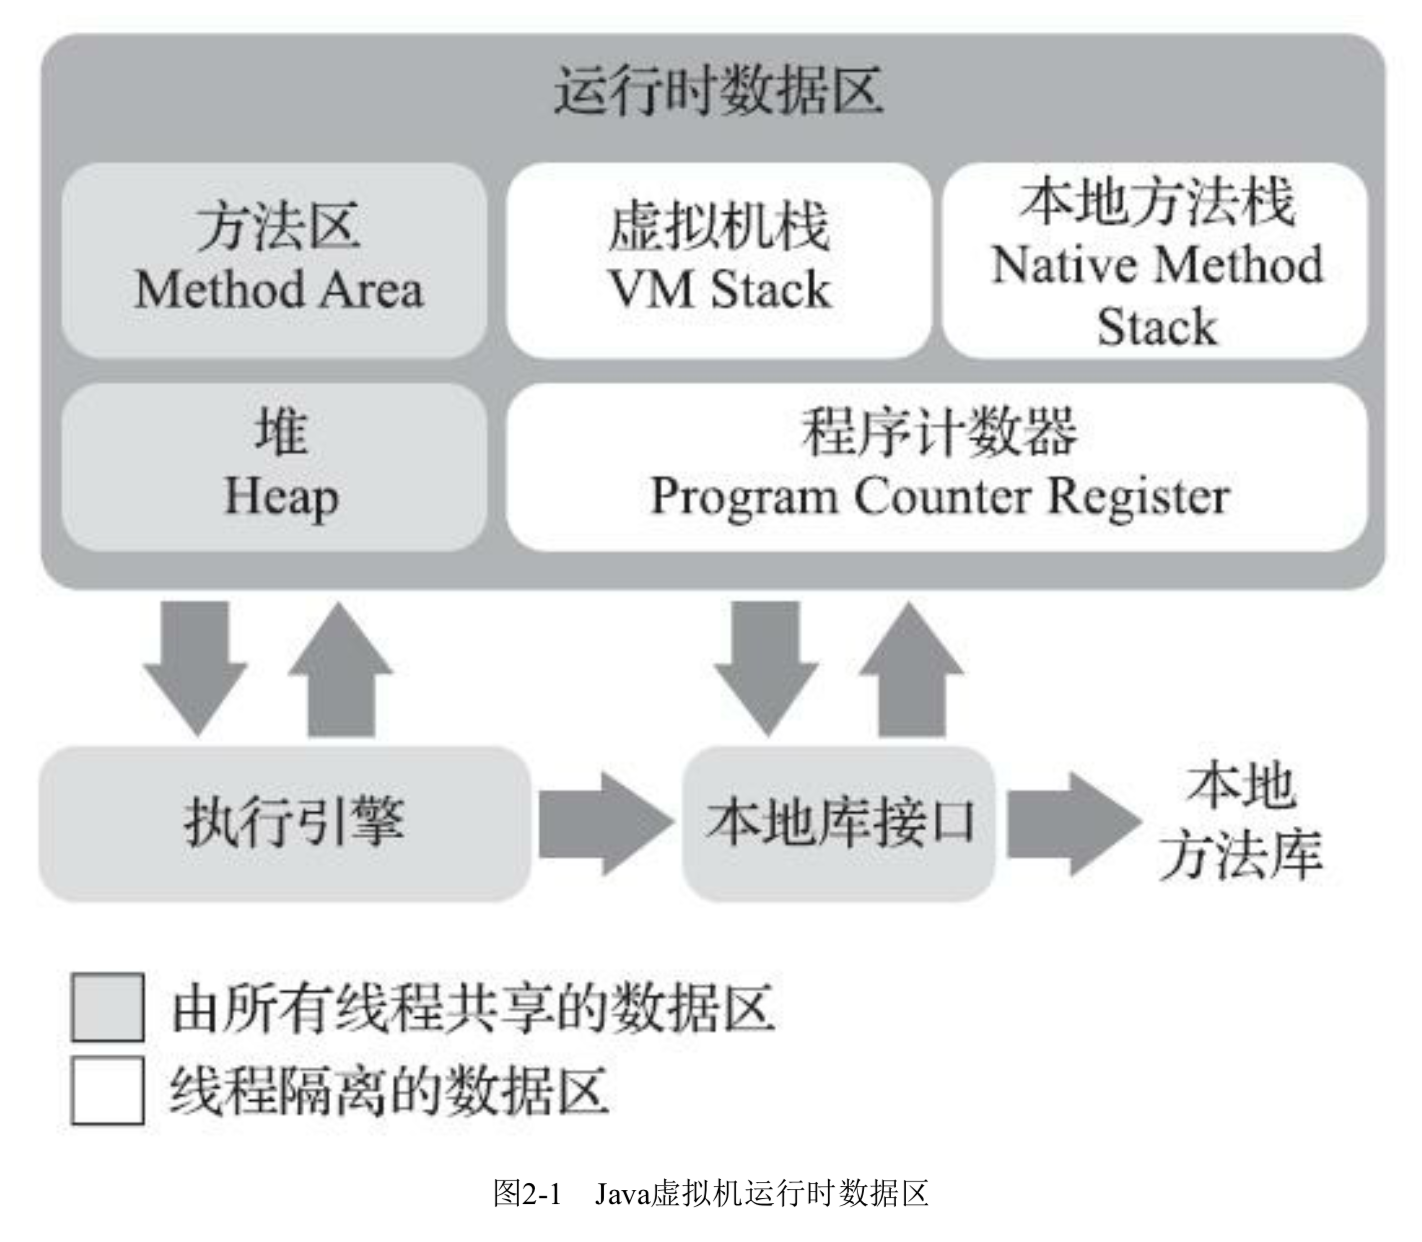 运行时数据区
方法区
Method Area
虚拟机栈
VM Stack
本地方法栈
Native Method
Stack
堆
Heap
程序计数器
Program Counter Register
执行引擎
本地库接口
本地
方法库
由所有线程共享的数据区
线程隔离的数据区
图2-1 Java虚拟机运行时数据区